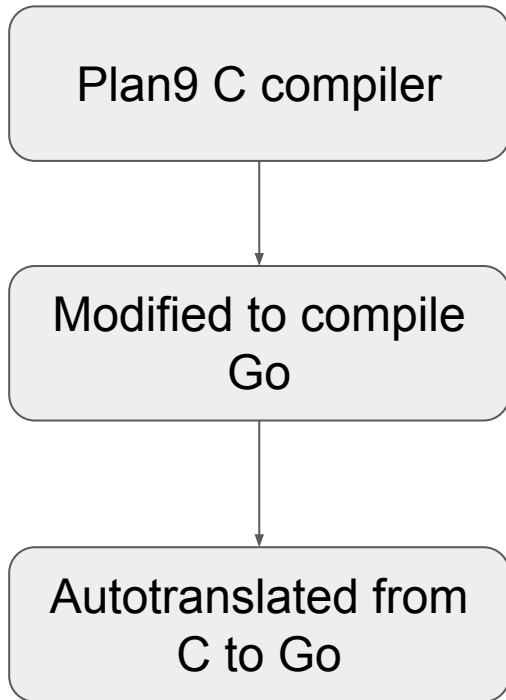 Plan9 C compiler
Modified to compile
Go
Autotranslated from
C to Go